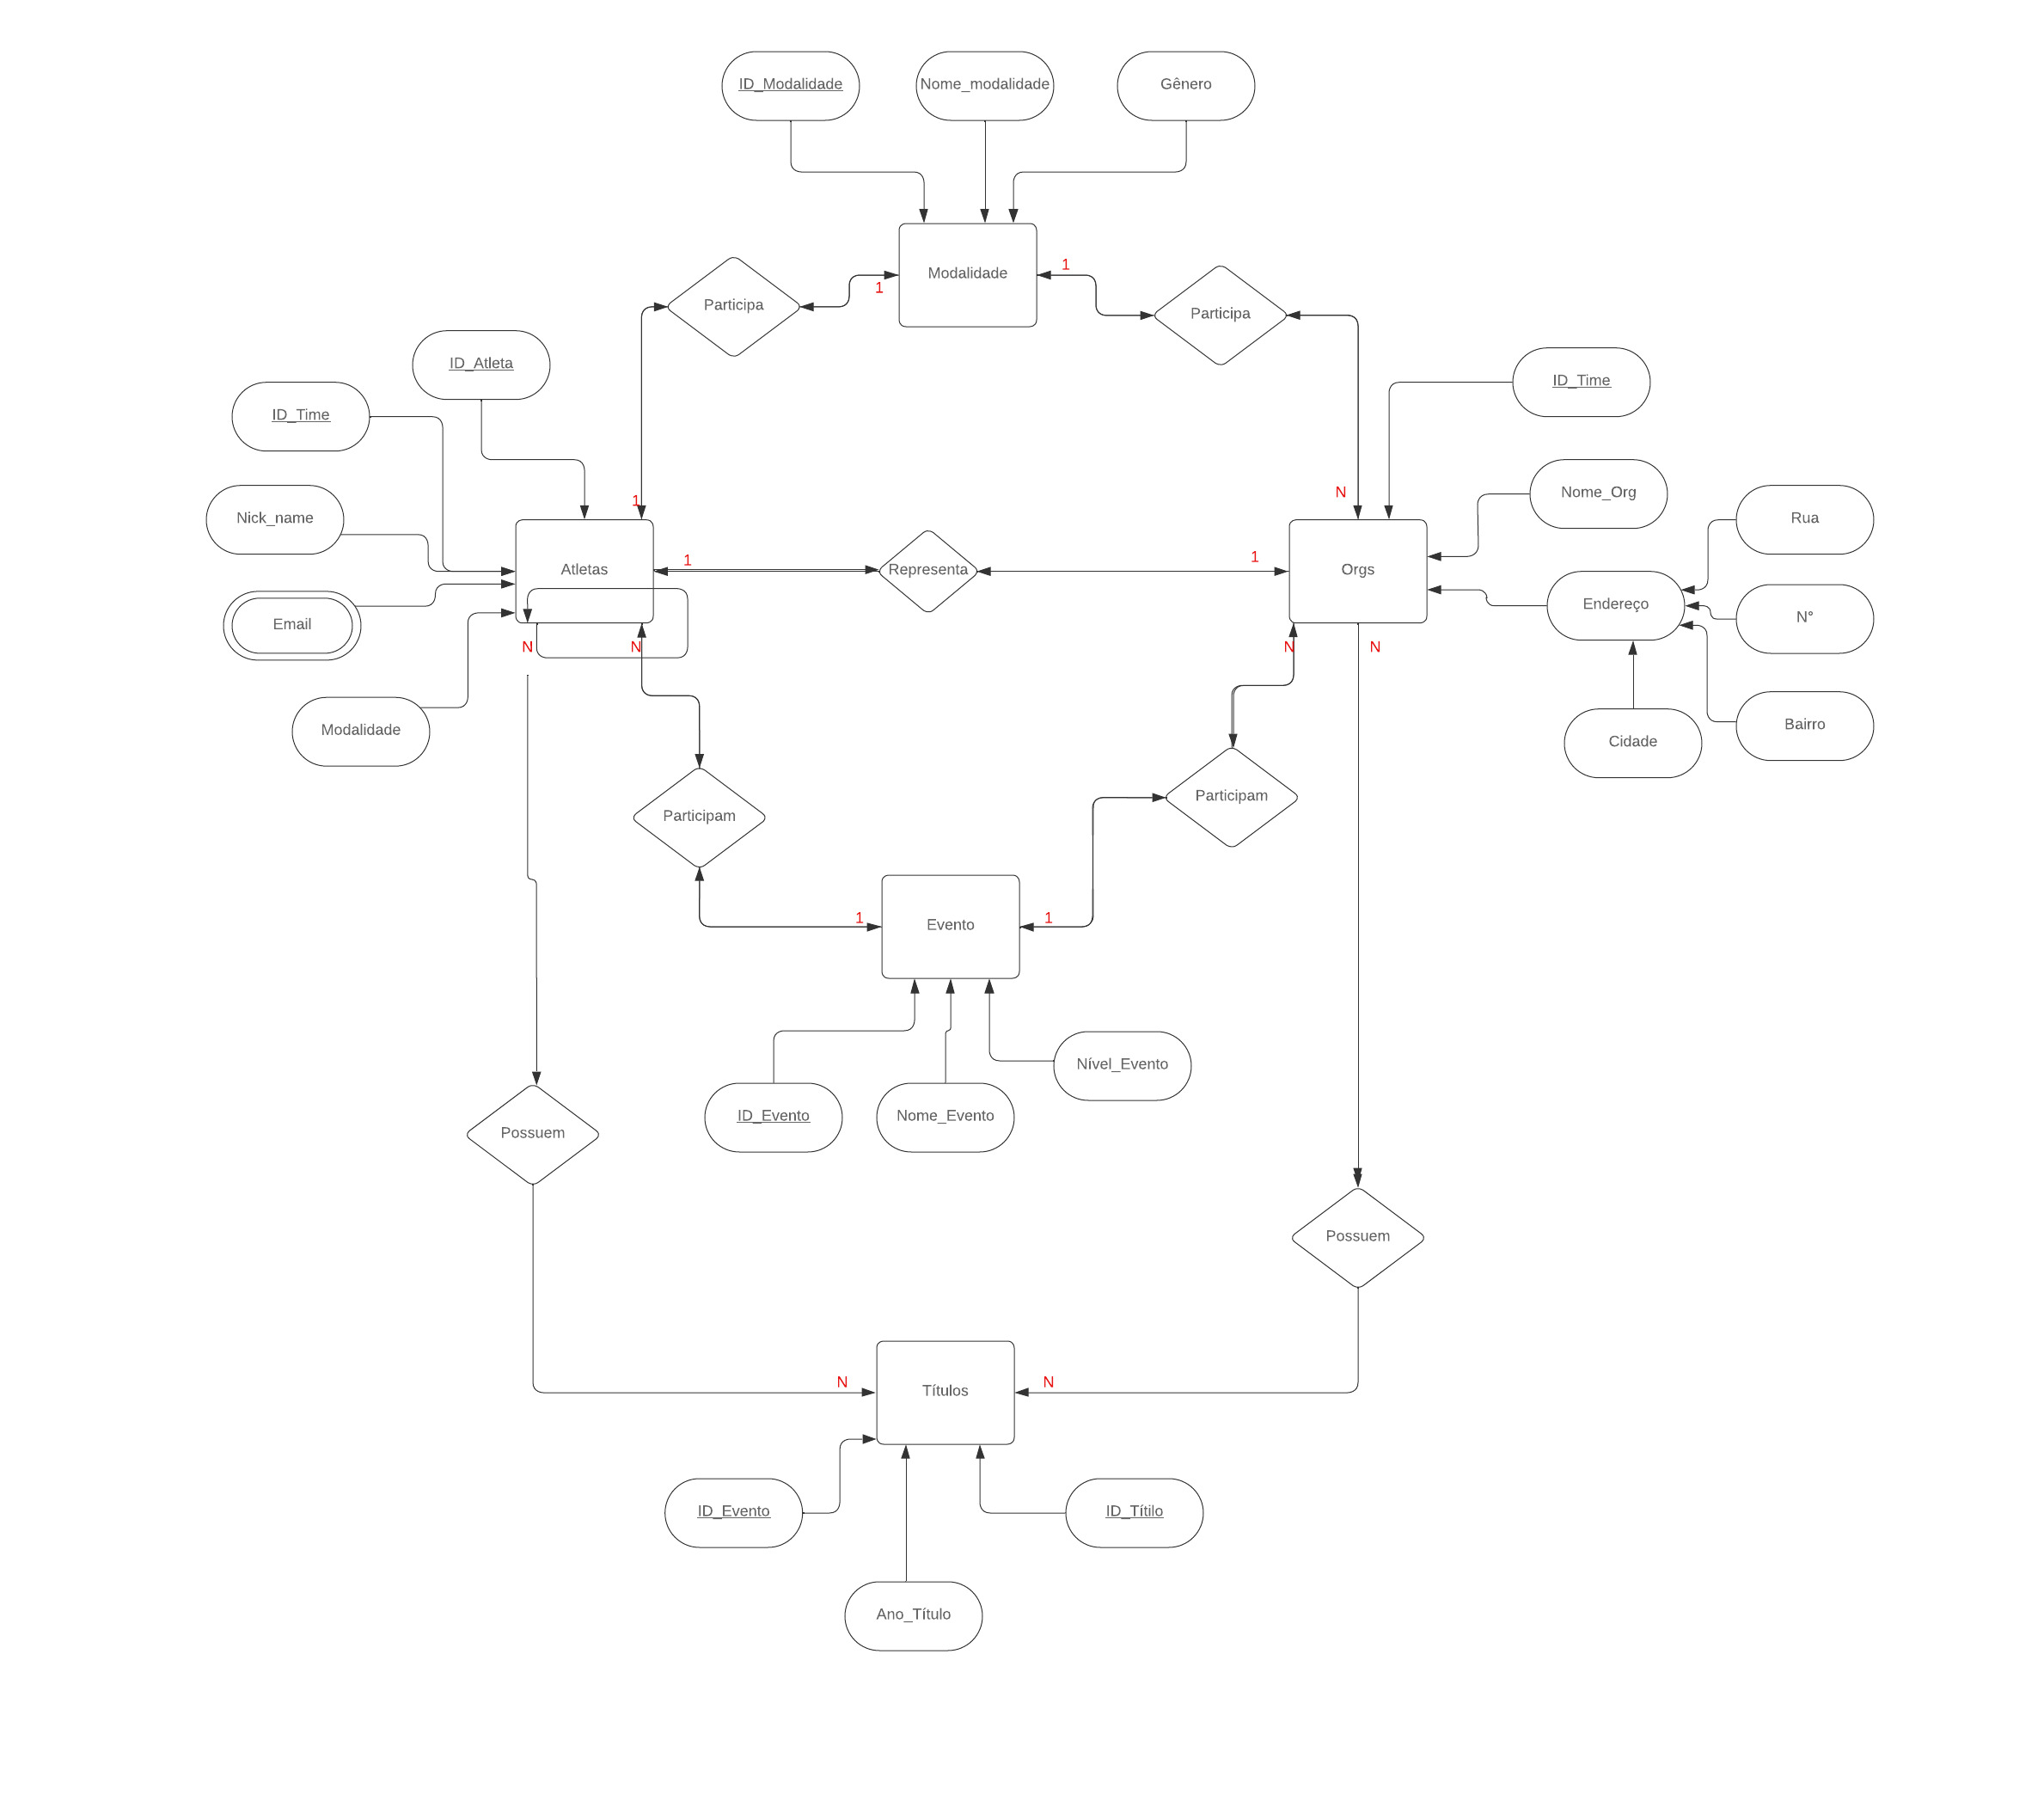 ID_Modalidade
Nome_modalidade
Gênero
Modalidade
1
1
Participa
Participa
ID_Atleta
ID_Time
ID_Time
Nick_name
Email
Modalidade
1
N
Atletas
1
Representa
1
Orgs
Nome_Org
Endereço
Rua
N°
Bairro
Cidade
N
N
N
N
Participam
Participam
1
Evento
1
ID_Evento
Nome_Evento
Nível_Evento
Possuem
Possuem
N
Títulos
N
ID_Evento
ID_Títilo
Ano_Título